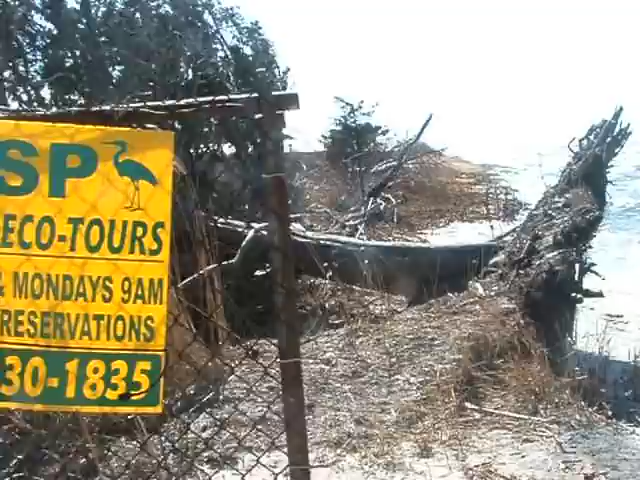 SP
ECO-TOURS
& MONDAYS 9AM
RESERVATIONS
30-1835